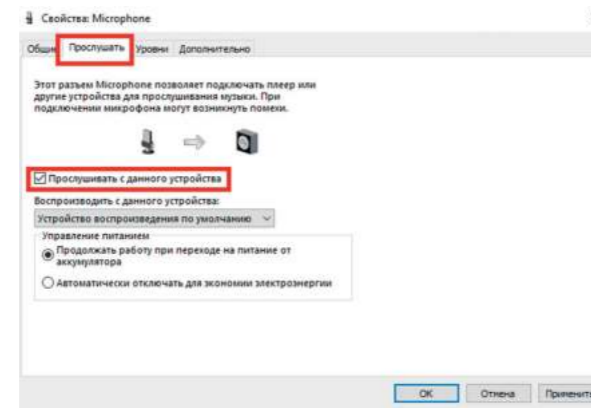 Свойства: Microphone
Общие Прослушать Уровни Дополнительно
Этот разъем Microphone позволяет подключать плеер или
другие устройства для прослушивания музыки. При
подключении микрофона могут возникнуть помехи.
Прослушивать с данного устройства
Воспроизводить с данного устройства:
Устройство воспроизведения по умолчанию
Управление питанием
Продолжать работу при переходе на питание от
аккумулятора
Автоматически отключать для экономии электроэнергии
OK Отмена Применить